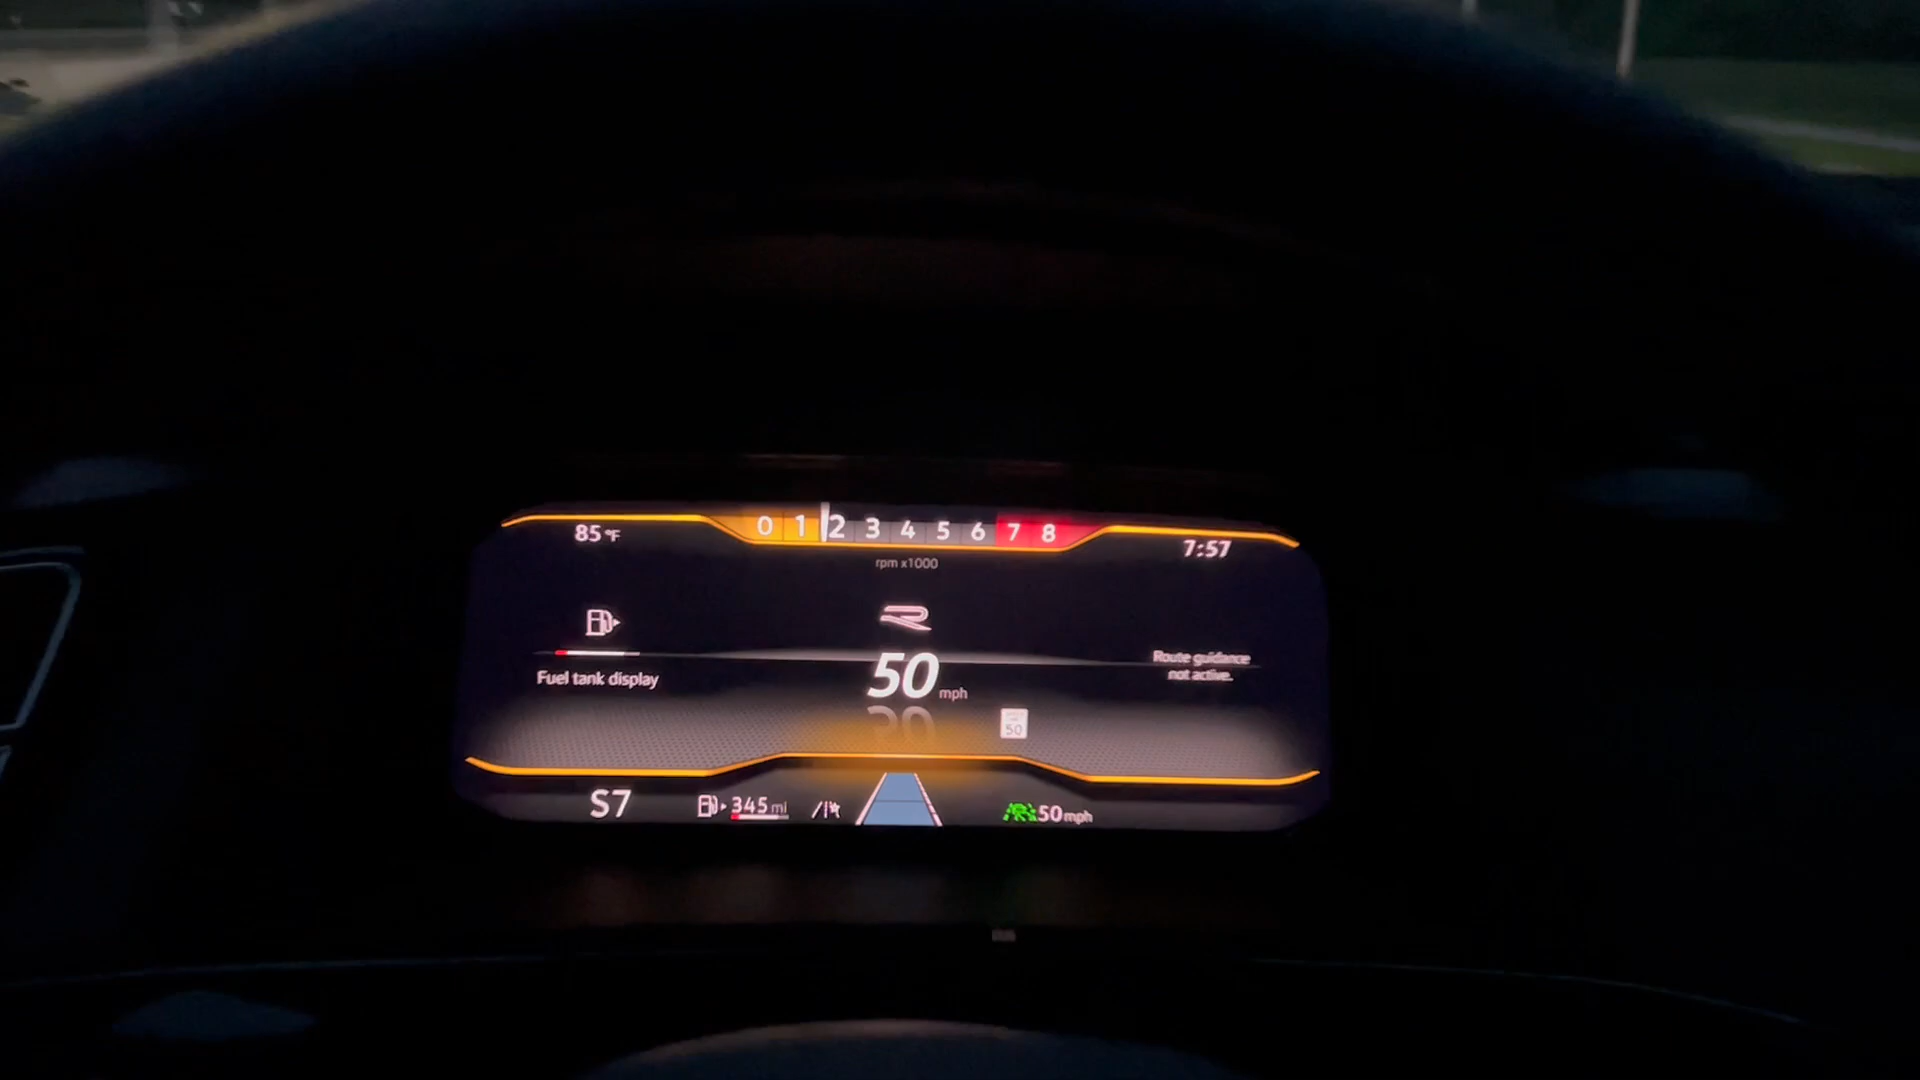 85 °F
0 1 2 3 4 5 6 7 8
7:57
rpm x1000
R
50 mph
Fuel tank display
Route guidance
not active.
50
S7
345 mi
50 mph